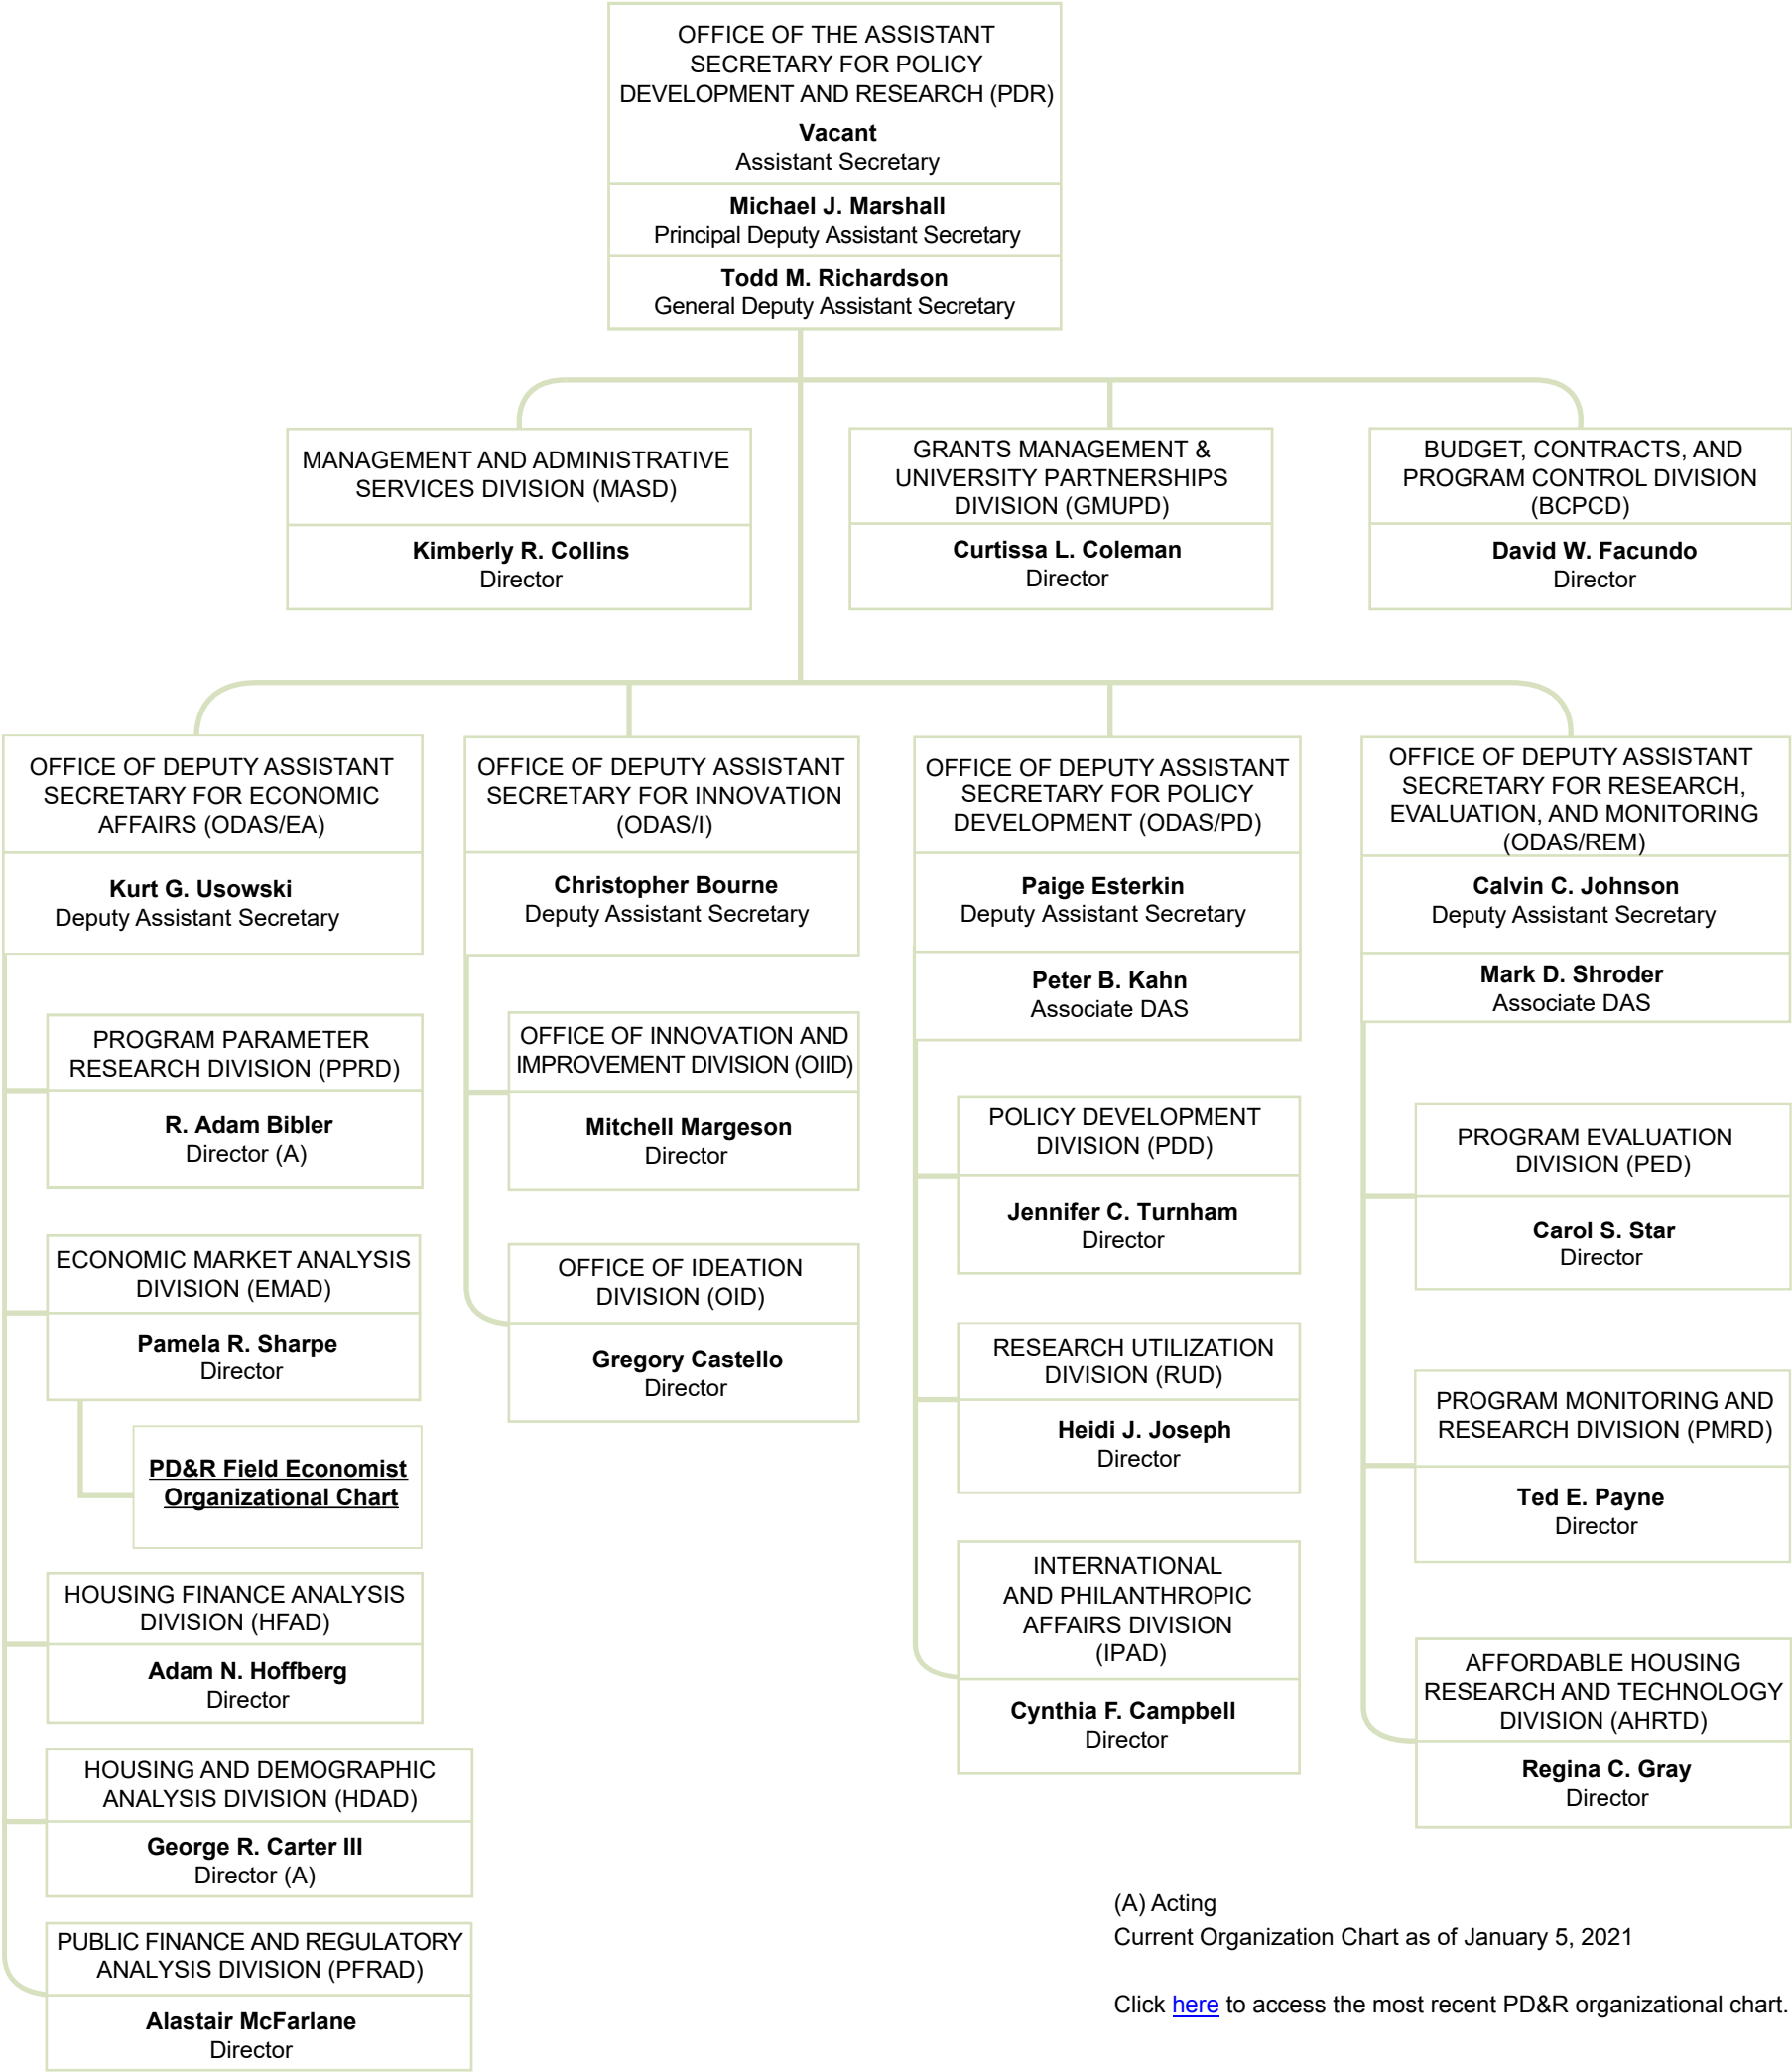 OFFICE OF THE ASSISTANT
SECRETARY FOR POLICY
DEVELOPMENT AND RESEARCH (PDR)
Vacant
Assistant Secretary
Michael J. Marshall
Principal Deputy Assistant Secretary
Todd M. Richardson
General Deputy Assistant Secretary
MANAGEMENT AND ADMINISTRATIVE
SERVICES DIVISION (MASD)
Kimberly R. Collins
Director
GRANTS MANAGEMENT &
UNIVERSITY PARTNERSHIPS
DIVISION (GMUPD)
Curtissa L. Coleman
Director
BUDGET, CONTRACTS, AND
PROGRAM CONTROL DIVISION
(BCPCD)
David W. Facundo
Director
OFFICE OF DEPUTY ASSISTANT
SECRETARY FOR ECONOMIC
AFFAIRS (ODAS/EA)
Kurt G. Usowski
Deputy Assistant Secretary
PROGRAM PARAMETER
RESEARCH DIVISION (PPRD)
R. Adam Bibler
Director (A)
ECONOMIC MARKET ANALYSIS
DIVISION (EMAD)
Pamela R. Sharpe
Director
PD&R Field Economist
Organizational Chart
HOUSING FINANCE ANALYSIS
DIVISION (HFAD)
Adam N. Hoffberg
Director
HOUSING AND DEMOGRAPHIC
ANALYSIS DIVISION (HDAD)
George R. Carter III
Director (A)
PUBLIC FINANCE AND REGULATORY
ANALYSIS DIVISION (PFRAD)
Alastair McFarlane
Director
OFFICE OF DEPUTY ASSISTANT
SECRETARY FOR INNOVATION
(ODAS/I)
Christopher Bourne
Deputy Assistant Secretary
OFFICE OF INNOVATION AND
IMPROVEMENT DIVISION (OIID)
Mitchell Margeson
Director
OFFICE OF IDEATION
DIVISION (OID)
Gregory Castello
Director
OFFICE OF DEPUTY ASSISTANT
SECRETARY FOR POLICY
DEVELOPMENT (ODAS/PD)
Paige Esterkin
Deputy Assistant Secretary
Peter B. Kahn
Associate DAS
POLICY DEVELOPMENT
DIVISION (PDD)
Jennifer C. Turnham
Director
RESEARCH UTILIZATION
DIVISION (RUD)
Heidi J. Joseph
Director
INTERNATIONAL
AND PHILANTHROPIC
AFFAIRS DIVISION
(IPAD)
Cynthia F. Campbell
Director
OFFICE OF DEPUTY ASSISTANT
SECRETARY FOR RESEARCH,
EVALUATION, AND MONITORING
(ODAS/REM)
Calvin C. Johnson
Deputy Assistant Secretary
Mark D. Shroder
Associate DAS
PROGRAM EVALUATION
DIVISION (PED)
Carol S. Star
Director
PROGRAM MONITORING AND
RESEARCH DIVISION (PMRD)
Ted E. Payne
Director
AFFORDABLE HOUSING
RESEARCH AND TECHNOLOGY
DIVISION (AHRTD)
Regina C. Gray
Director
(A) Acting
Current Organization Chart as of January 5, 2021
Click here to access the most recent PD&R organizational chart.